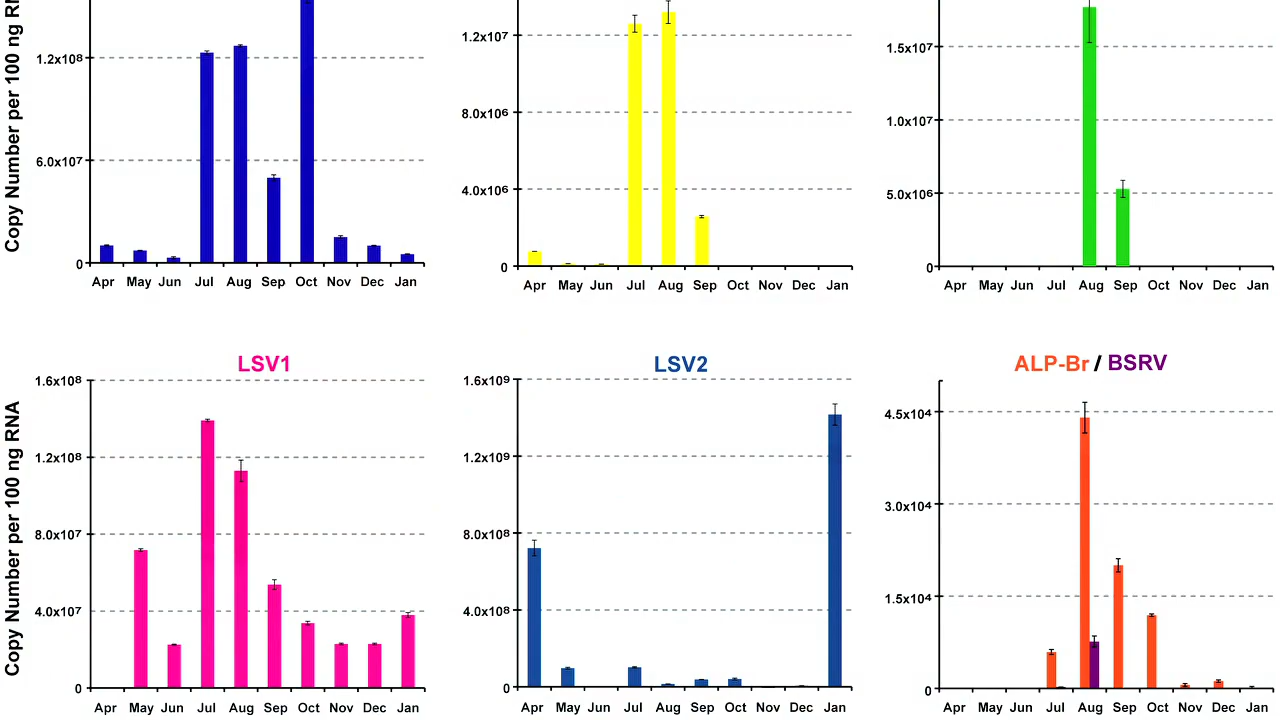 Copy Number per 100 ng RN
1.2x10⁸
6.0x10⁷
0
Apr May Jun Jul Aug Sep Oct Nov Dec Jan
1.2x10⁷
8.0x10⁶
4.0x10⁶
0
Apr May Jun Jul Aug Sep Oct Nov Dec Jan
1.5x10⁷
1.0x10⁷
5.0x10⁶
0
Apr May Jun Jul Aug Sep Oct Nov Dec Jan
LSV1
Copy Number per 100 ng RNA
1.6x10⁸
1.2x10⁸
8.0x10⁷
4.0x10⁷
0
May Jun Jul Aug Sep Oct Nov Dec Jan
LSV2
1.6x10⁹
1.2x10⁹
8.0x10⁸
4.0x10⁸
0
Apr May Jun Jul Aug Sep Oct Nov Dec Jan
ALP-Br / BSRV
4.5x10⁴
3.0x10⁴
1.5x10⁴
0
Apr May Jun Jul Aug Sep Oct Nov Dec Jan